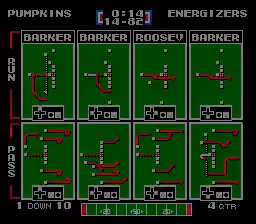 PUMPKINS 0:14 ENERGIZERS
14-82
BARKER BARKER ROOSEV BARKER
RUN
PASS
1 DOWN 10 4 QTR